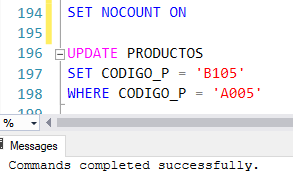 194 SET NOCOUNT ON
195
196 UPDATE PRODUCTOS
197 SET CODIGO_P = 'B105'
198 WHERE CODIGO_P = 'A005'
199
%
Messages
Commands completed successfully.